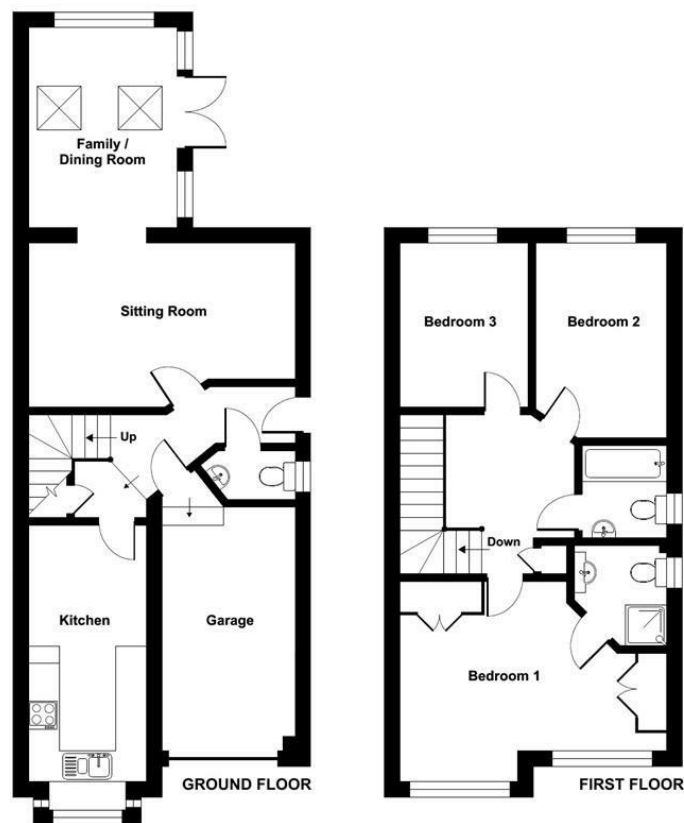 Family /
Dining Room
Sitting Room
Up
Kitchen
Garage
GROUND FLOOR
Bedroom 3
Bedroom 2
Down
Bedroom 1
FIRST FLOOR